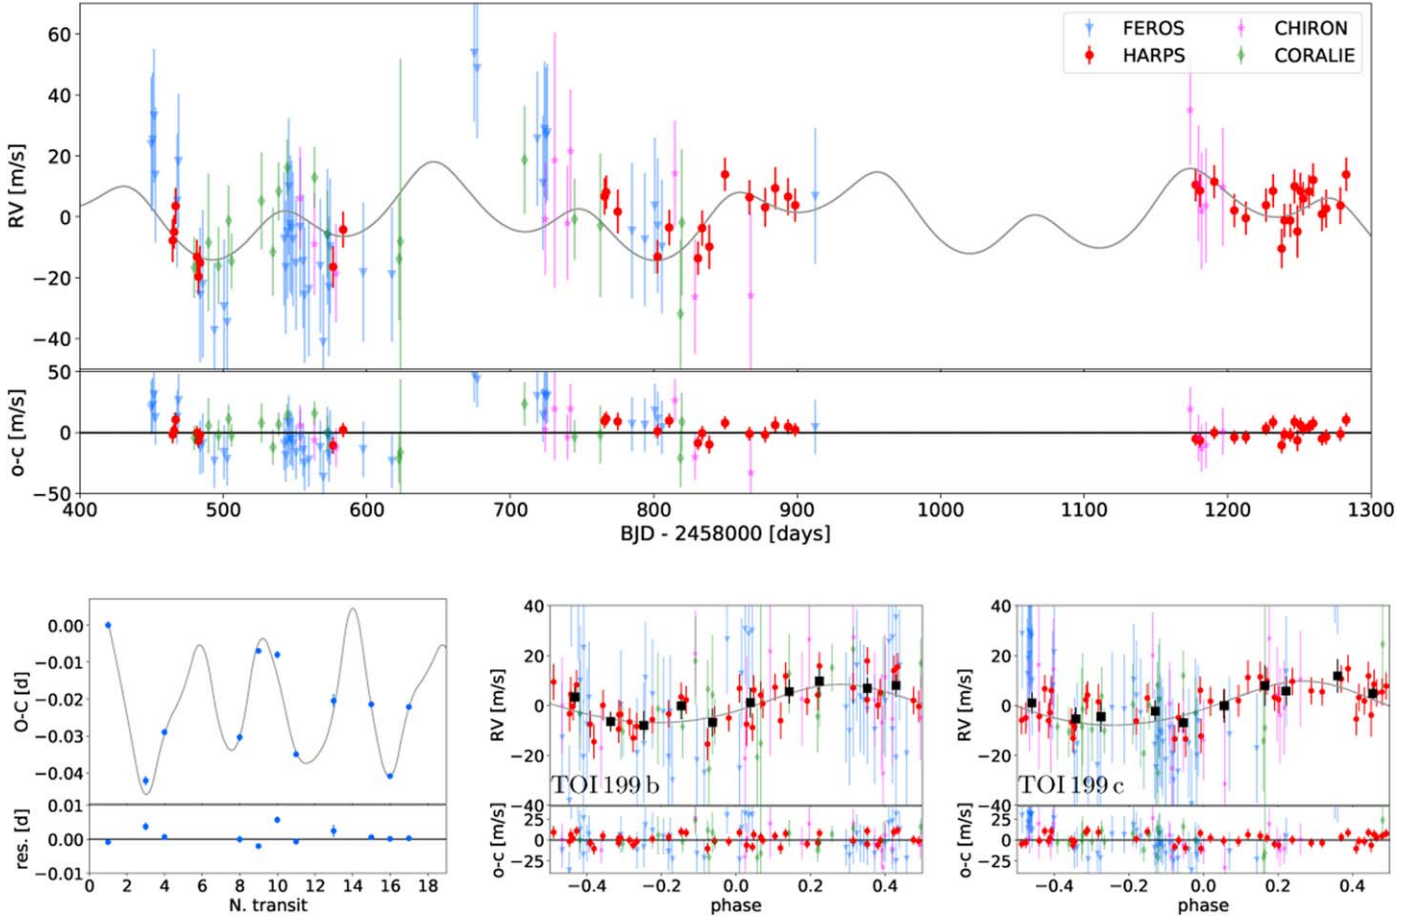 60
40
20
0
−20
−40
RV [m/s]
FEROS
HARPS
CHIRON
CORALIE
50
0
−50
o-c [m/s]
400 500 600 700 800 900 1000 1100 1200 1300
BJD - 2458000 [days]
0.00
−0.01
−0.02
−0.03
−0.04
O-C [d]
0.01
0.00
−0.01
res. [d]
0 2 4 6 8 10 12 14 16 18
N. transit
40
20
0
−20
−40
RV [m/s]
TOI 199 b
25
0
−25
o-c [m/s]
−0.4 −0.2 0.0 0.2 0.4
phase
40
20
0
−20
−40
RV [m/s]
TOI 199 c
25
0
−25
o-c [m/s]
−0.4 −0.2 0.0 0.2 0.4
phase